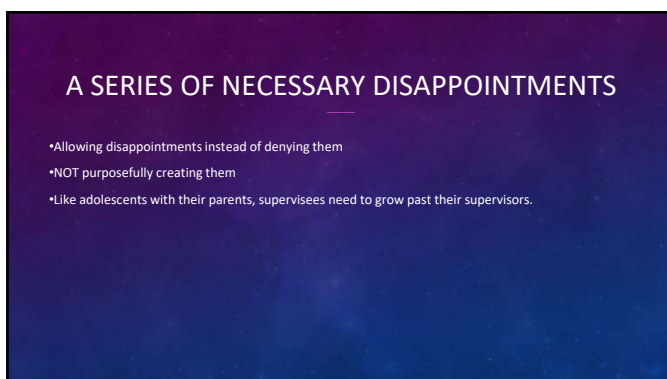 A SERIES OF NECESSARY DISAPPOINTMENTS
•Allowing disappointments instead of denying them
•NOT purposefully creating them
•Like adolescents with their parents, supervisees need to grow past their supervisors.